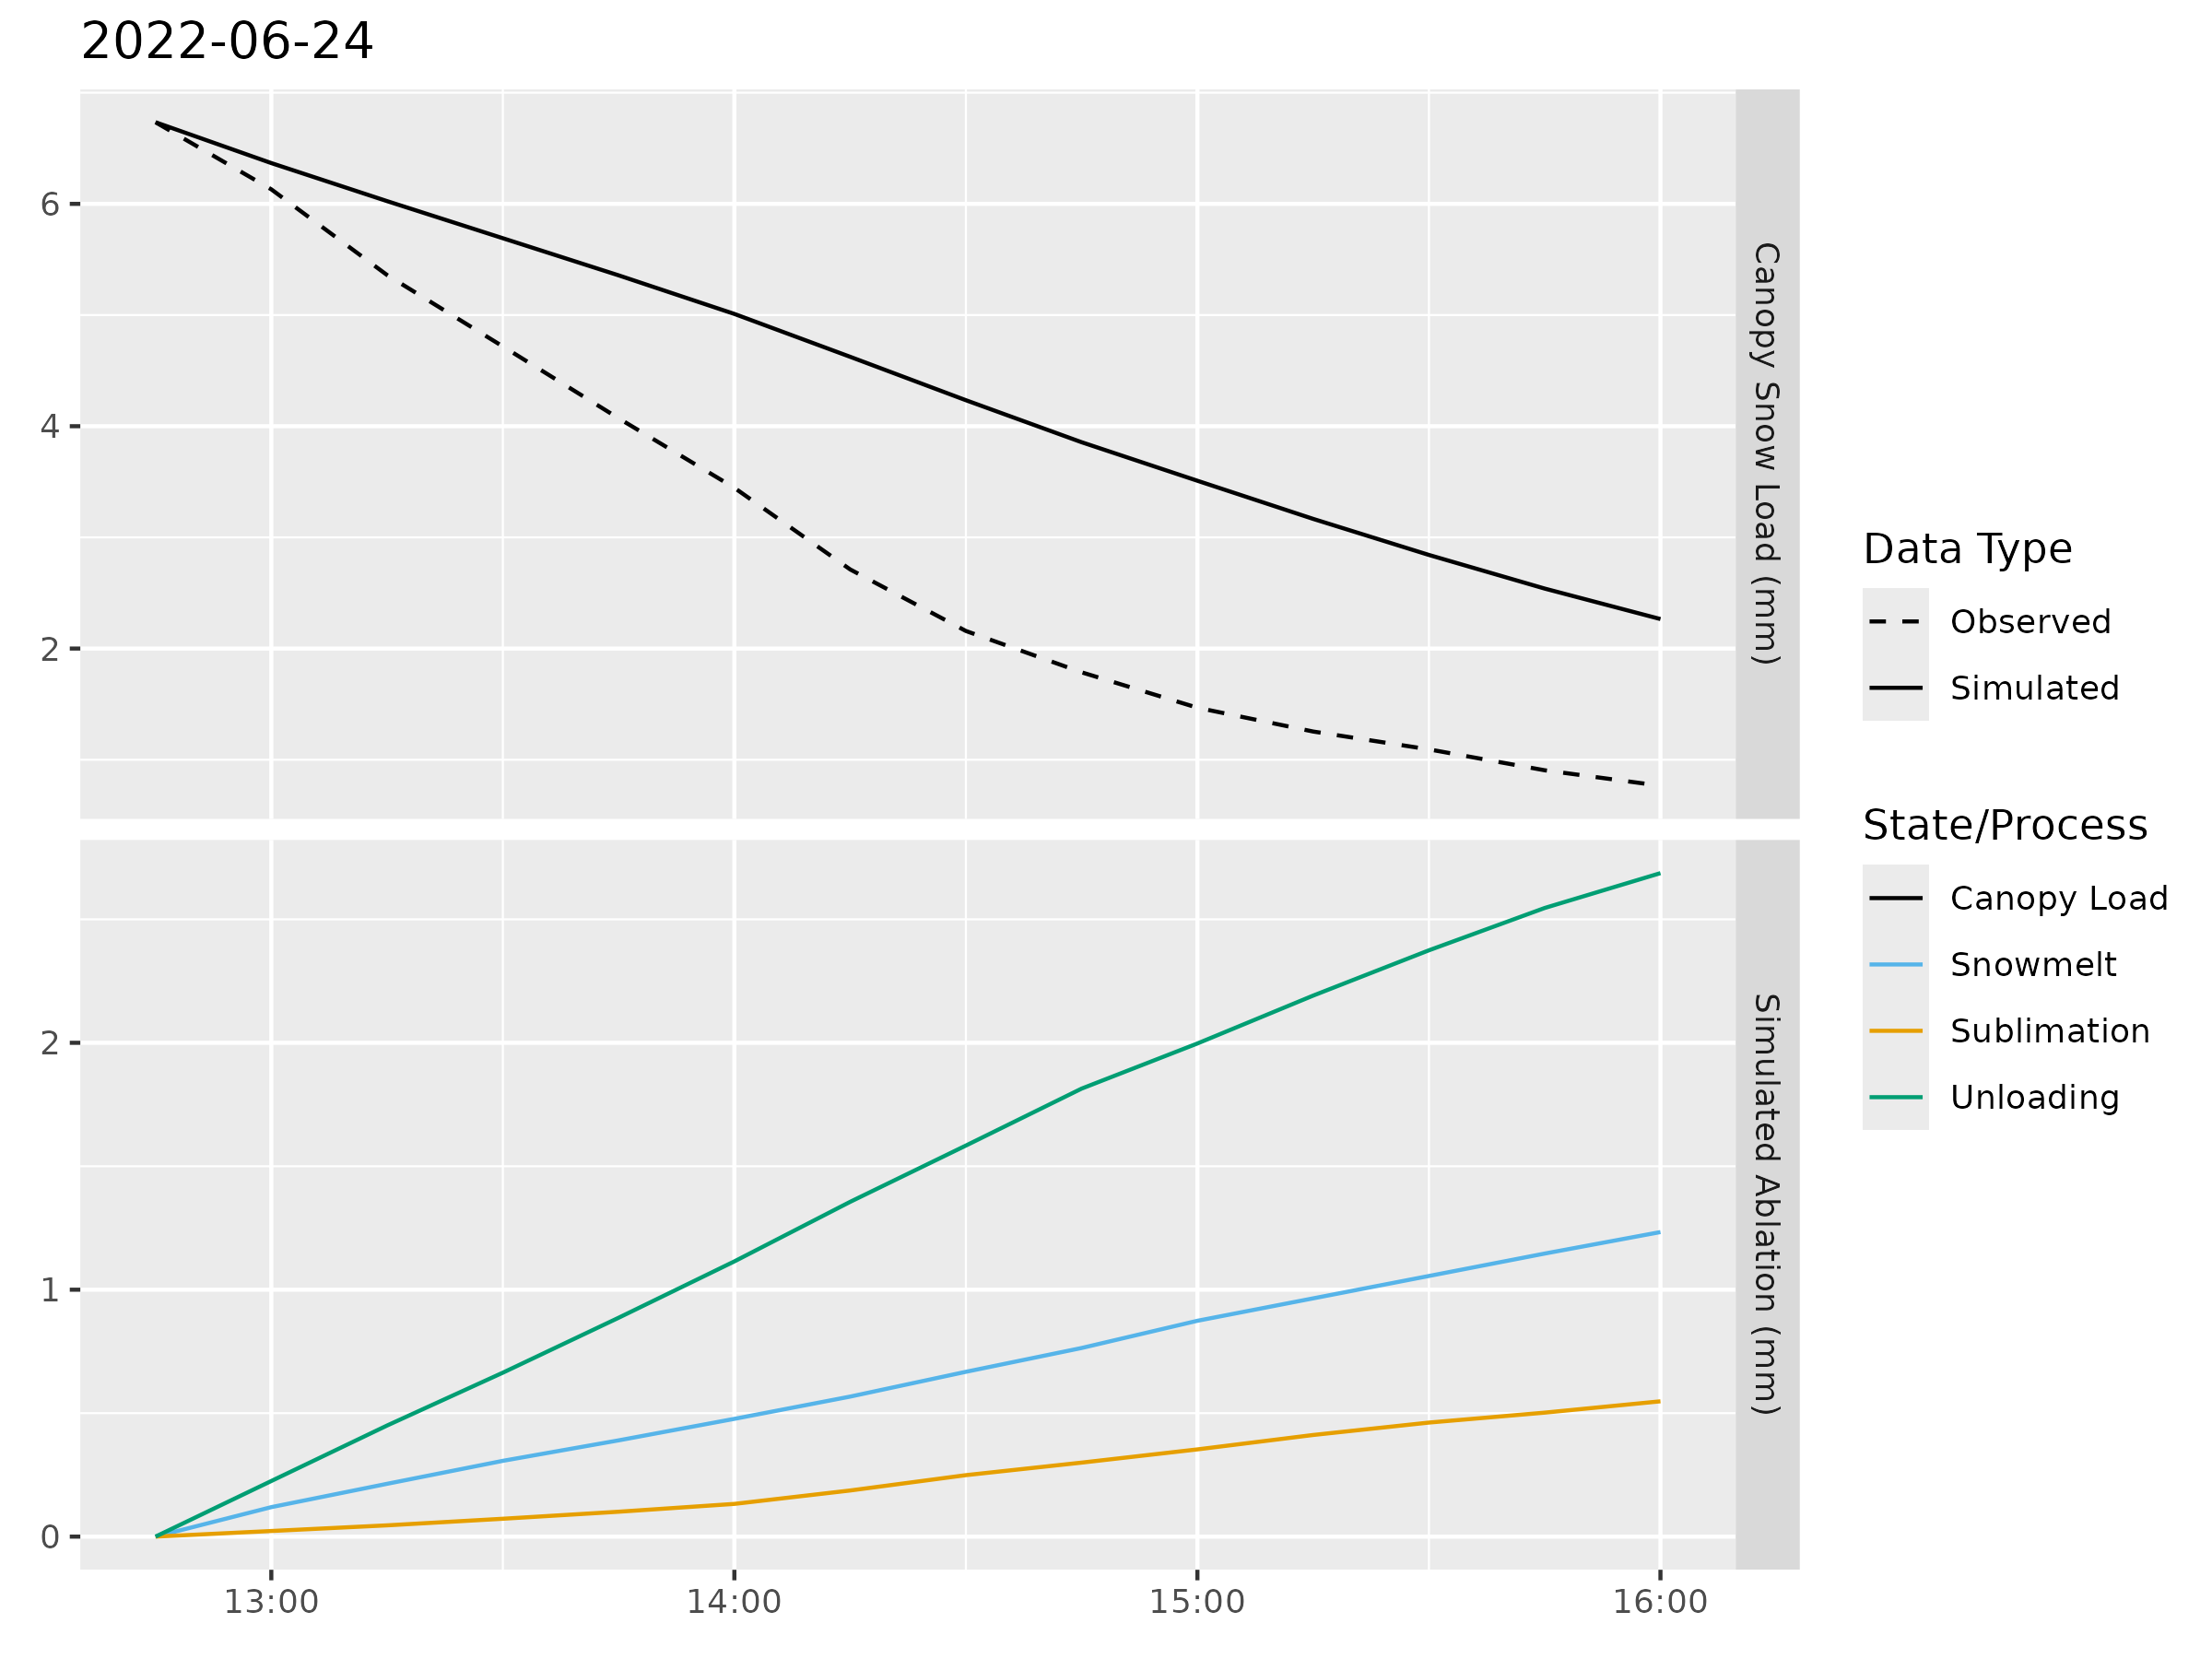 2022-06-24
6
4
2
Canopy Snow Load (mm)
2
1
0
Simulated Ablation (mm)
13:00
14:00
15:00
16:00
Data Type
Observed
Simulated
State/Process
Canopy Load
Snowmelt
Sublimation
Unloading